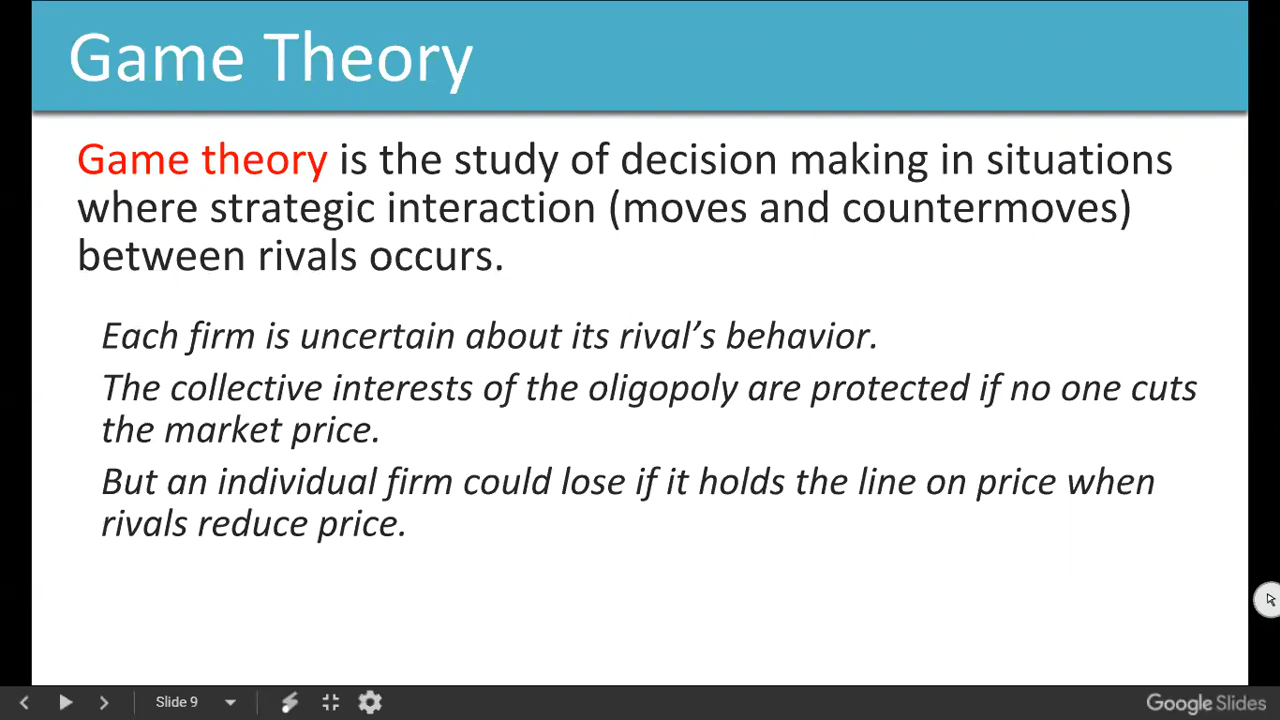 Game Theory
Game theory is the study of decision making in situations
where strategic interaction (moves and countermoves)
between rivals occurs.
Each firm is uncertain about its rival’s behavior.
The collective interests of the oligopoly are protected if no one cuts
the market price.
But an individual firm could lose if it holds the line on price when
rivals reduce price.
Slide 9
Google Slides